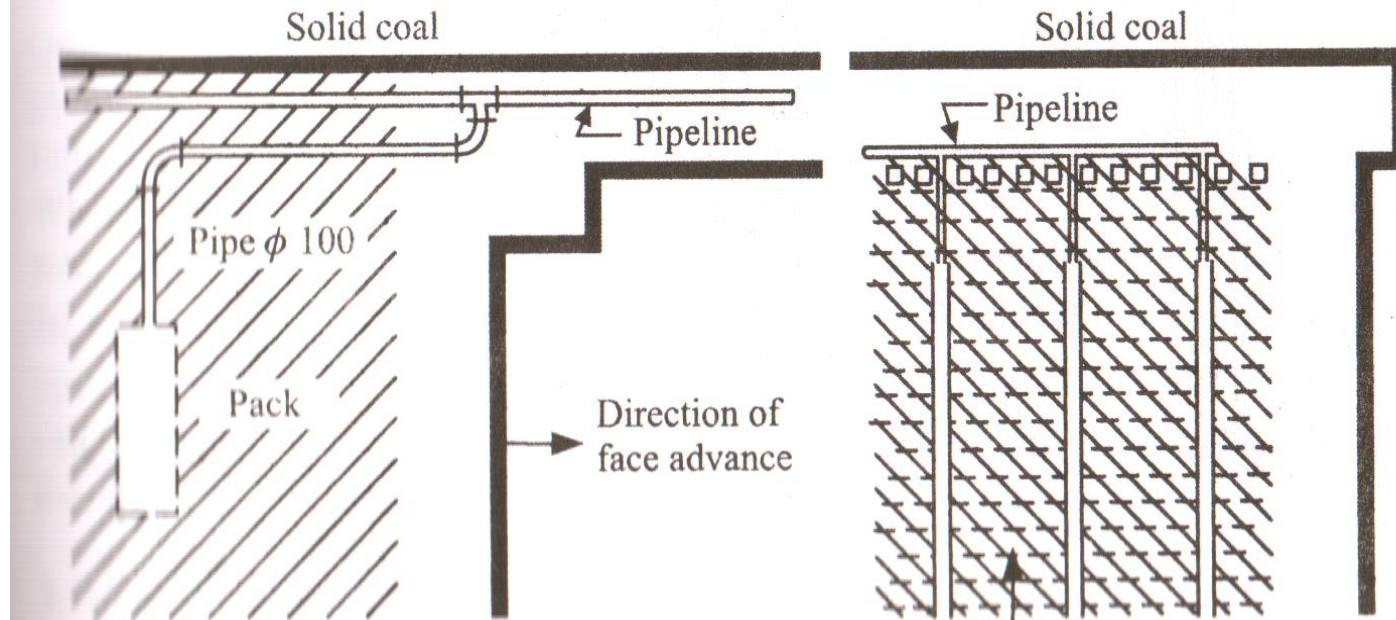 Solid coal
Pipeline
Pipe ϕ 100
Pack
Direction of
face advance
Solid coal
Pipeline